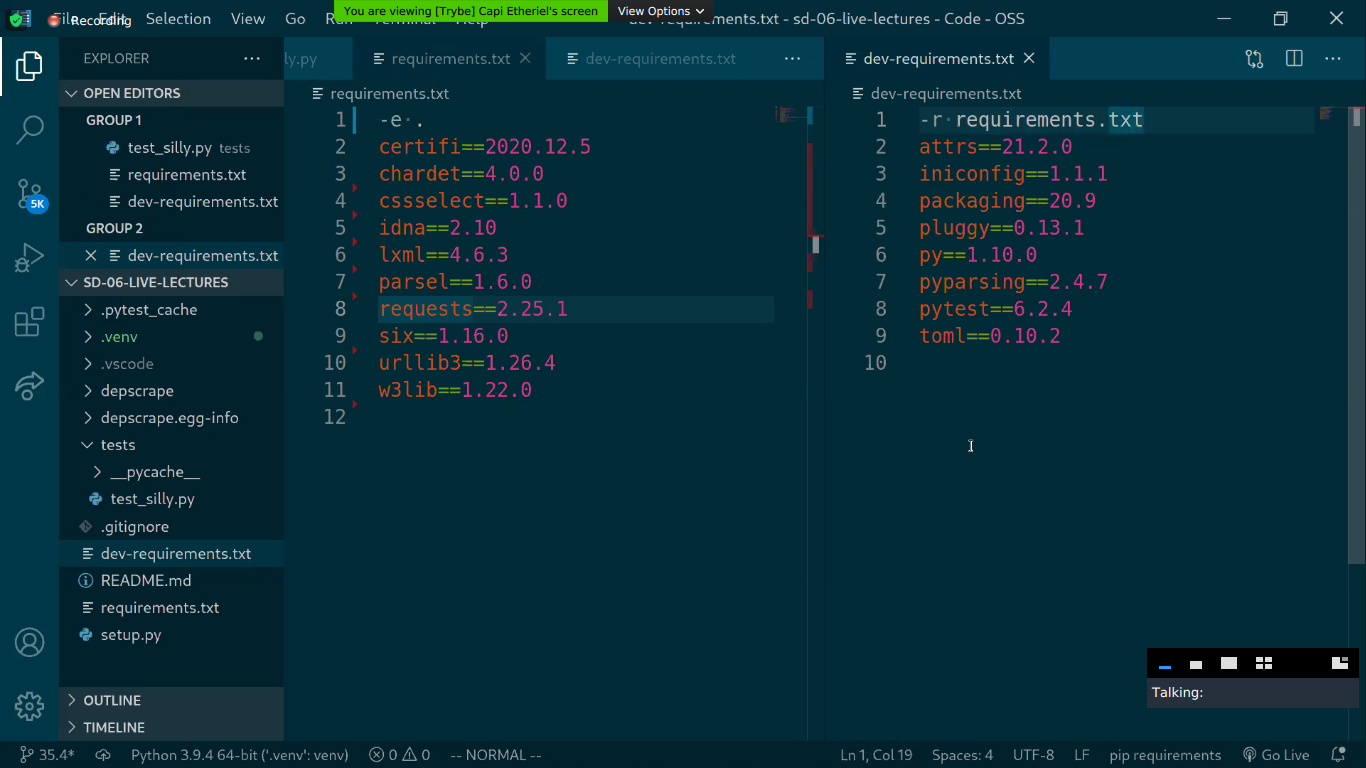 Recording
File Edit Selection View Go Run Terminal Help
You are viewing [Trybe] Capi Etheriel's screen
View Options
dev-requirements.txt - sd-06-live-lectures - Code - OSS
EXPLORER
ly.py
requirements.txt
dev-requirements.txt
dev-requirements.txt
OPEN EDITORS
GROUP 1
test_silly.py tests
requirements.txt
dev-requirements.txt
GROUP 2
dev-requirements.txt
SD-06-LIVE-LECTURES
.pytest_cache
.venv
.vscode
depscrape
depscrape.egg-info
tests
__pycache__
test_silly.py
.gitignore
dev-requirements.txt
README.md
requirements.txt
setup.py
OUTLINE
TIMELINE
5K
requirements.txt
1 -e .
2 certifi==2020.12.5
3 chardet==4.0.0
4 cssselect==1.1.0
5 idna==2.10
6 lxml==4.6.3
7 parsel==1.6.0
8 requests==2.25.1
9 six==1.16.0
10 urllib3==1.26.4
11 w3lib==1.22.0
12
dev-requirements.txt
1 -r requirements.txt
2 attrs==21.2.0
3 iniconfig==1.1.1
4 packaging==20.9
5 pluggy==0.13.1
6 py==1.10.0
7 pyparsing==2.4.7
8 pytest==6.2.4
9 toml==0.10.2
10
Talking:
35.4* Python 3.9.4 64-bit ('.venv': venv) 0 0 -- NORMAL -- Ln 1, Col 19 Spaces: 4 UTF-8 LF pip requirements Go Live